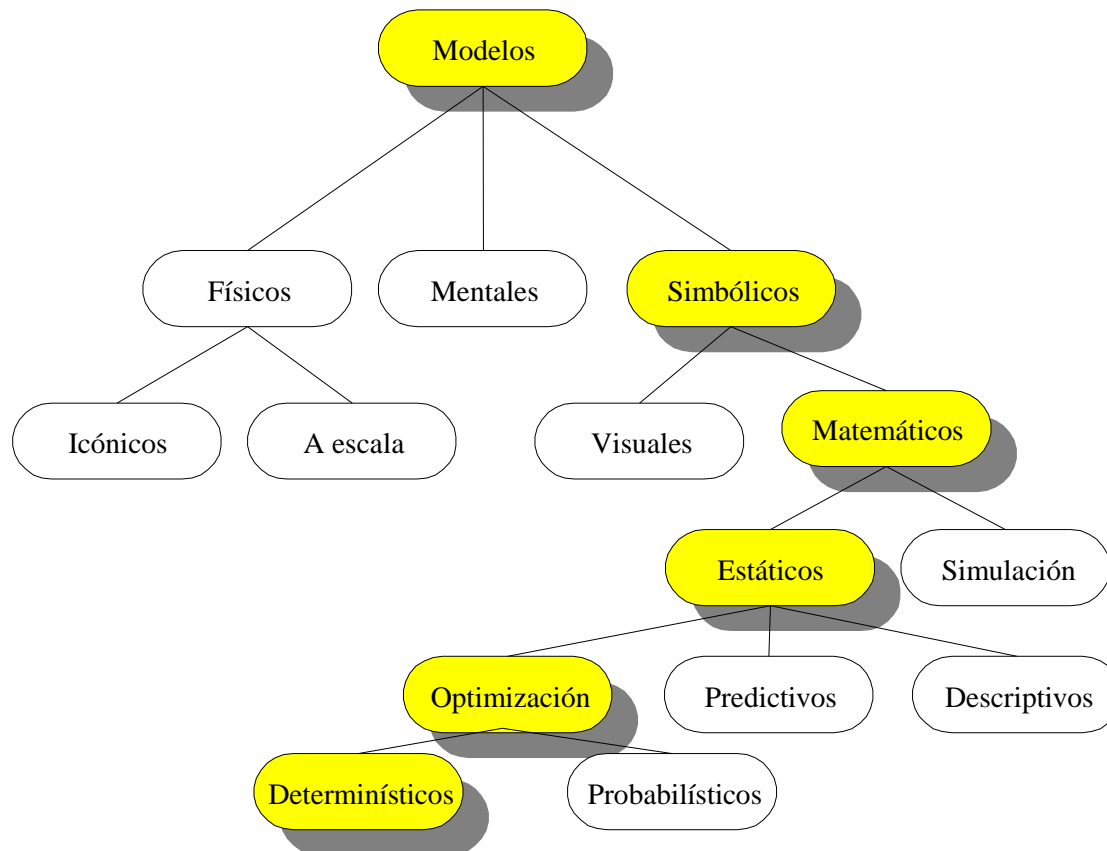 Modelos
Físicos
Mentales
Simbólicos
Icónicos
A escala
Visuales
Matemáticos
Estáticos
Simulación
Optimización
Predictivos
Descriptivos
Determinísticos
Probabilísticos